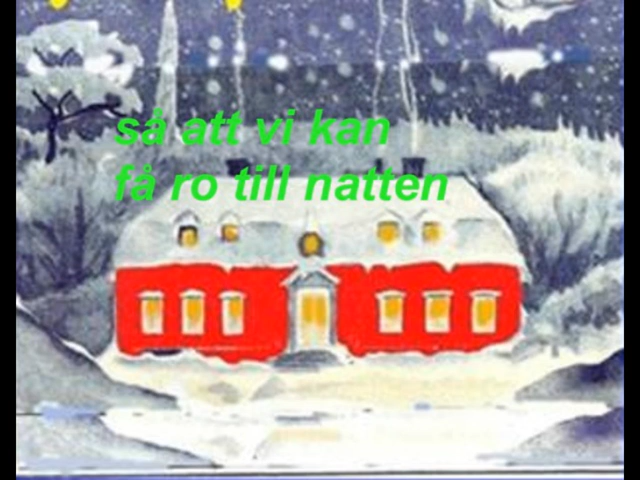 så att vi kan
få ro till natten